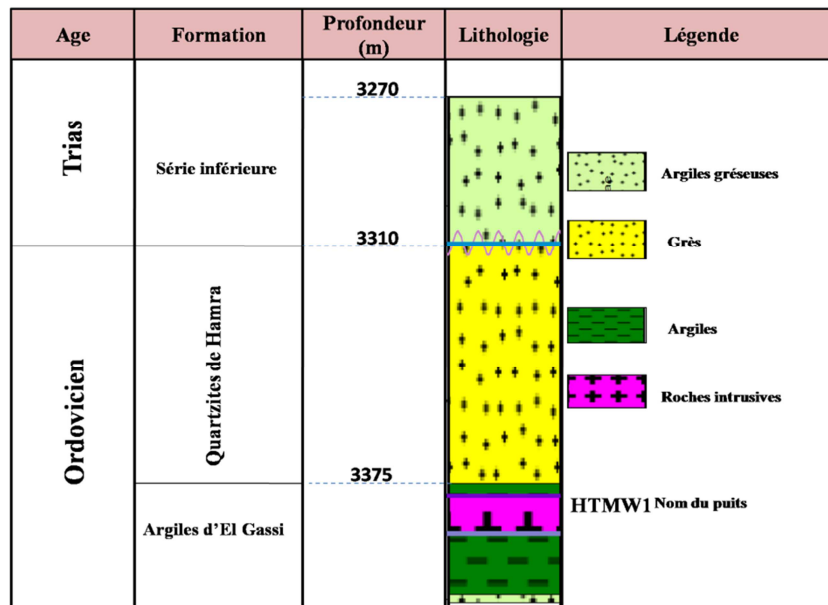 Age
Formation
Profondeur
(m)
Lithologie
Légende
3270
Trias
Série inférieure
Argiles gréseuses
3310
Grès
Ordovicien
Quartzites de Hamra
Argiles
Roches intrusives
3375
HTMW1 Nom du puits
Argiles d'El Gassi